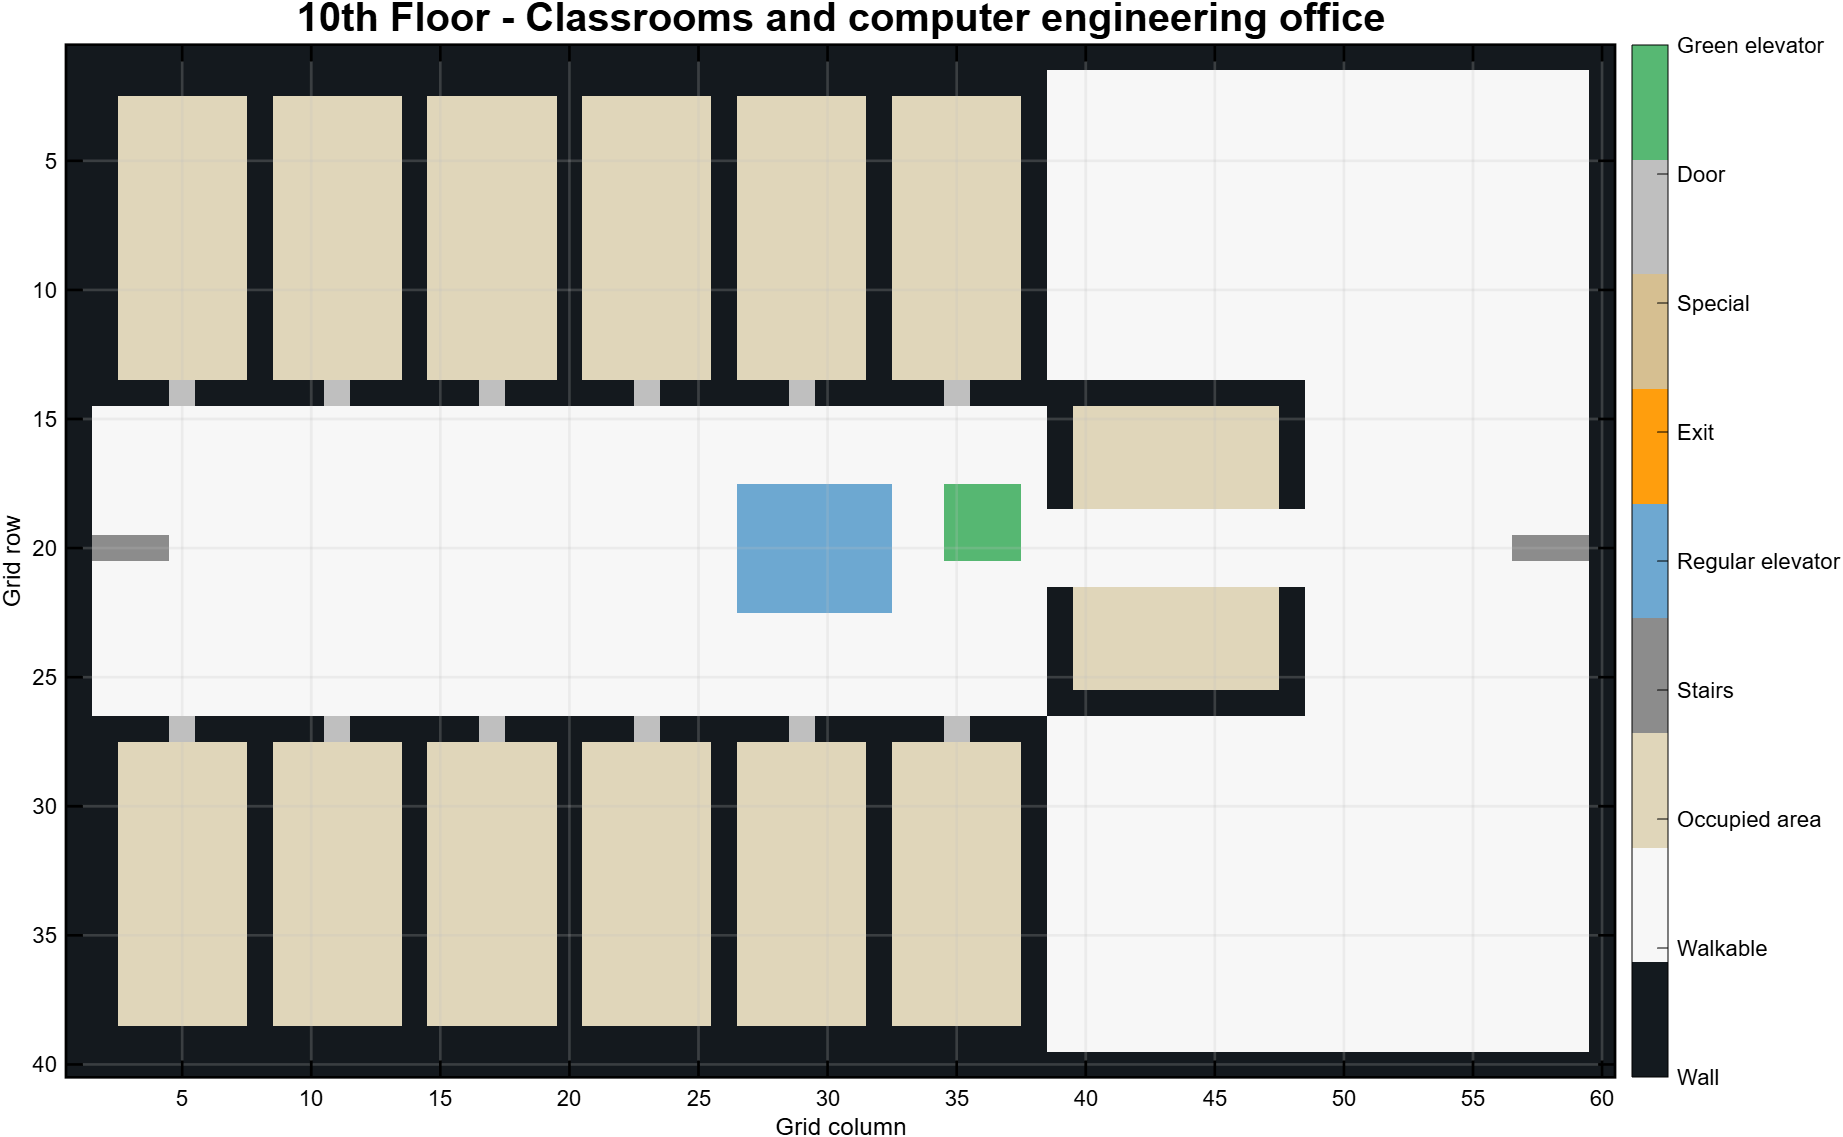 10th Floor - Classrooms and computer engineering office
Green elevator
Door
Special
Exit
Regular elevator
Stairs
Occupied area
Walkable
Wall
Grid row
5
10
15
20
25
30
35
40
5 10 15 20 25 30 35 40 45 50 55 60
Grid column